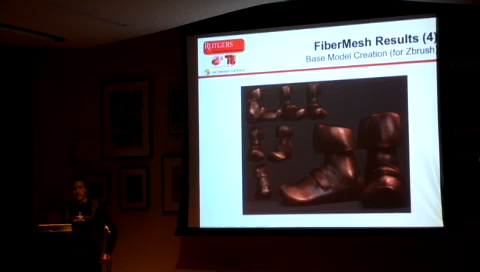 FiberMesh Results (4)
Base Model Creation (for Zbrush)
RUTGERS